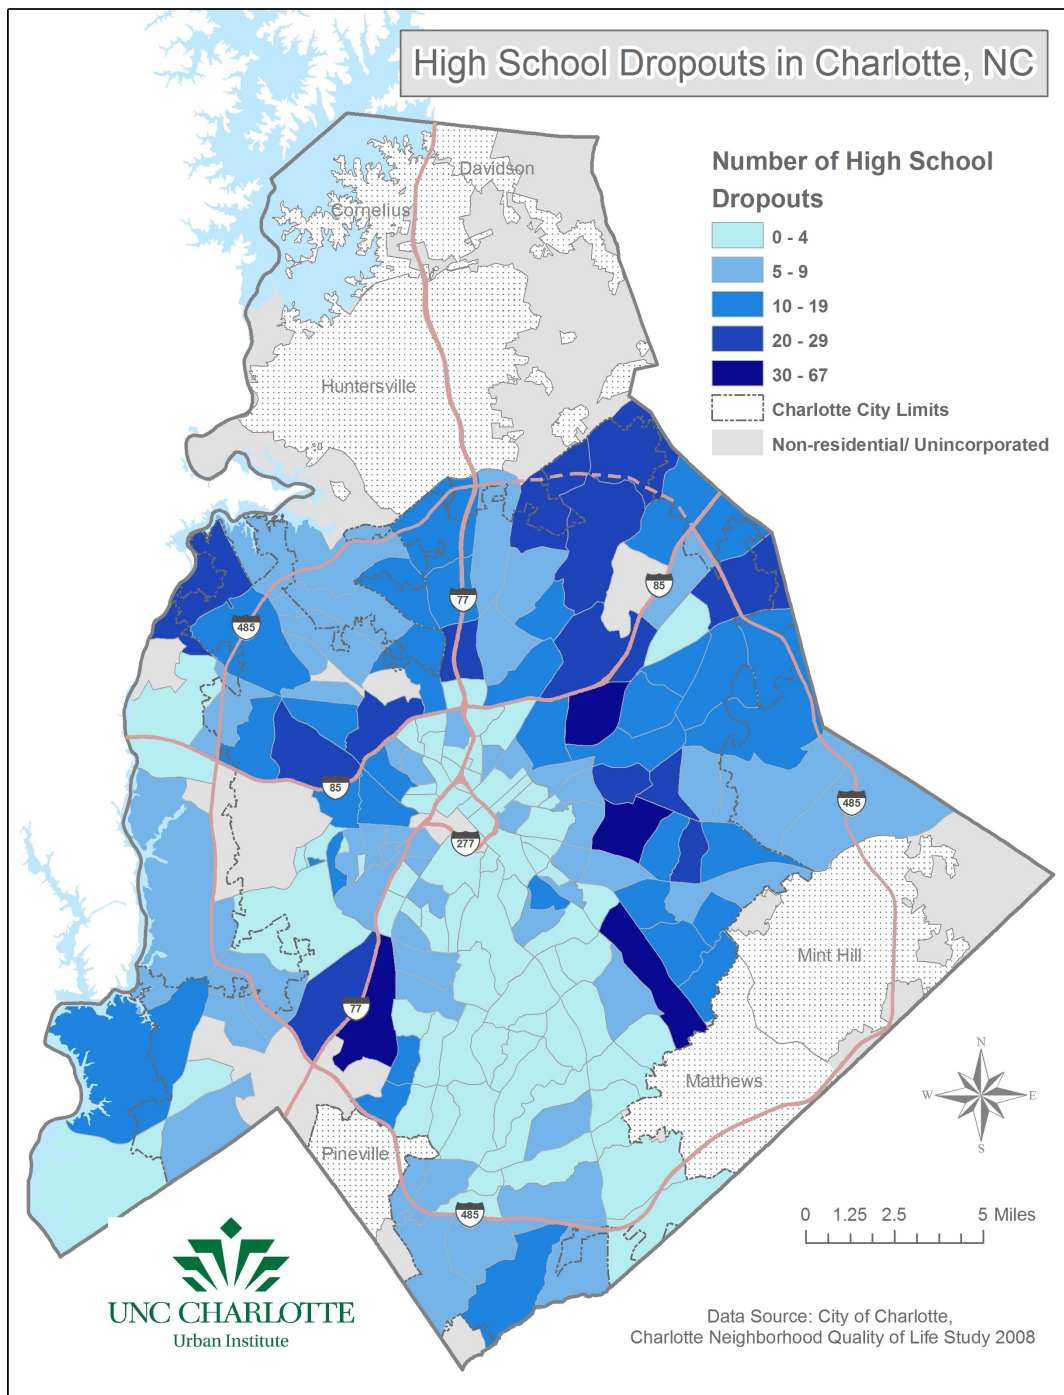 High School Dropouts in Charlotte, NC
Davidson
Cornelius
Huntersville
Number of High School
Dropouts
0 - 4
5 - 9
10 - 19
20 - 29
30 - 67
Charlotte City Limits
Non-residential/ Unincorporated
85
77
485
85
485
277
Mint Hill
77
Matthews
N
W
E
S
Pineville
485
0 1.25 2.5 5 Miles
UNC CHARLOTTE
Urban Institute
Data Source: City of Charlotte,
Charlotte Neighborhood Quality of Life Study 2008